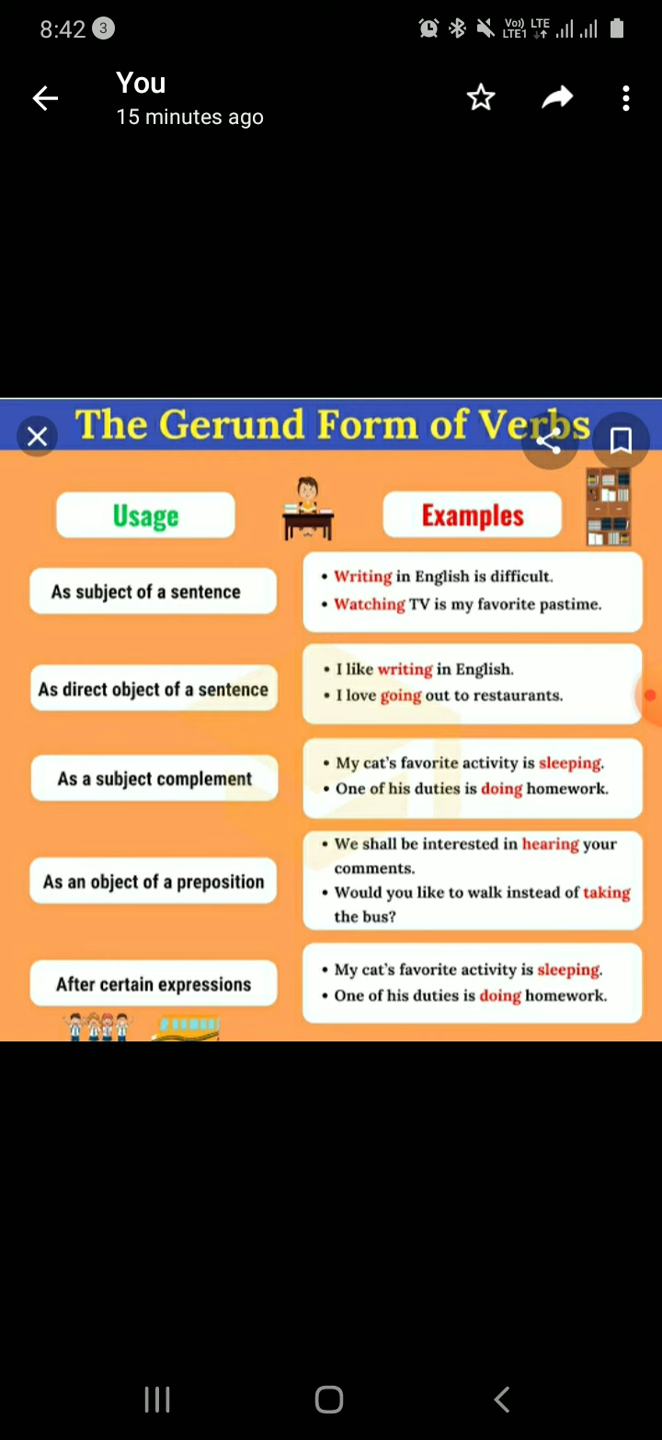 8:42 3
Vo)) LTE
LTE1
You
15 minutes ago
The Gerund Form of Verbs
Usage
Examples
As subject of a sentence
• Writing in English is difficult.
• Watching TV is my favorite pastime.
As direct object of a sentence
• I like writing in English.
• I love going out to restaurants.
As a subject complement
• My cat's favorite activity is sleeping.
• One of his duties is doing homework.
As an object of a preposition
• We shall be interested in hearing your
comments.
• Would you like to walk instead of taking
the bus?
After certain expressions
• My cat's favorite activity is sleeping.
• One of his duties is doing homework.